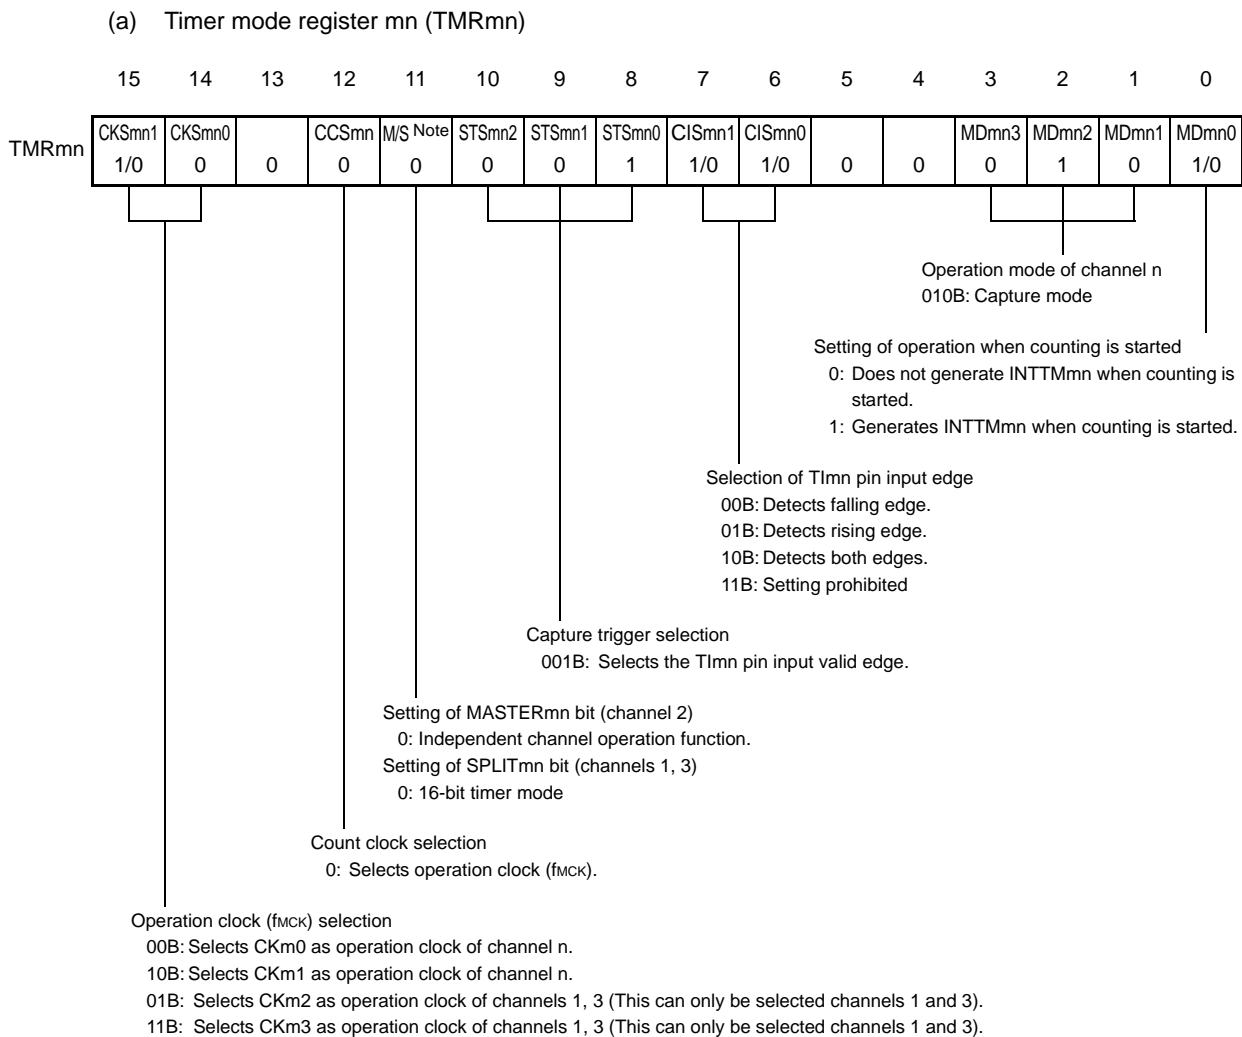 (a) Timer mode register mn (TMRmn)
15 14 13 12 11 10 9 8 7 6 5 4 3 2 1 0
TMRmn CKSmn1 CKSmn0 CCSmn M/S Note STSmn2 STSmn1 STSmn0 CISmn1 CISmn0 MDmn3 MDmn2 MDmn1 MDmn0
1/0 0 0 0 0 0 0 1 1/0 1/0 0 0 0 1 0 1/0
Operation mode of channel n
010B: Capture mode
Setting of operation when counting is started
0: Does not generate INTTMmn when counting is
started.
1: Generates INTTMmn when counting is started.
Selection of TImn pin input edge
00B: Detects falling edge.
01B: Detects rising edge.
10B: Detects both edges.
11B: Setting prohibited
Capture trigger selection
001B: Selects the TImn pin input valid edge.
Setting of MASTERmn bit (channel 2)
0: Independent channel operation function.
Setting of SPLITmn bit (channels 1, 3)
0: 16-bit timer mode
Count clock selection
0: Selects operation clock (fMCK).
Operation clock (fMCK) selection
00B: Selects CKm0 as operation clock of channel n.
10B: Selects CKm1 as operation clock of channel n.
01B: Selects CKm2 as operation clock of channels 1, 3 (This can only be selected channels 1 and 3).
11B: Selects CKm3 as operation clock of channels 1, 3 (This can only be selected channels 1 and 3).